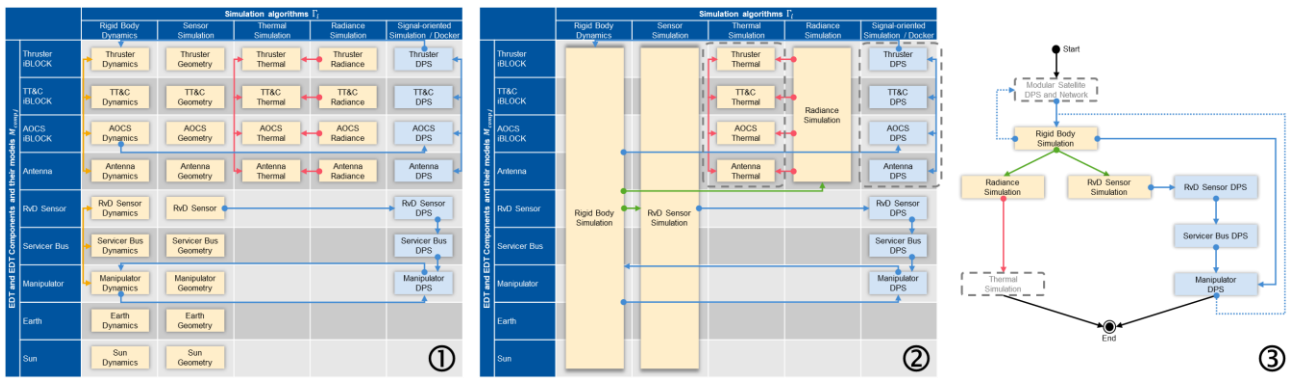 Simulation algorithms Γi
Rigid Body
Dynamics
Sensor
Simulation
Thermal
Simulation
Radiance
Simulation
Signal-oriented
Simulation / Docker
EDT and EDT Components and their models Mcomp,j
Thruster
iBLOCK
Thruster
Dynamics
Thruster
Geometry
Thruster
Thermal
Thruster
Radiance
Thruster
DPS
TT&C
iBLOCK
TT&C
Dynamics
TT&C
Geometry
TT&C
Thermal
TT&C
Radiance
TT&C
DPS
AOCS
iBLOCK
AOCS
Dynamics
AOCS
Geometry
AOCS
Thermal
AOCS
Radiance
AOCS
DPS
Antenna
Antenna
Dynamics
Antenna
Geometry
Antenna
Thermal
Antenna
Radiance
Antenna
DPS
RvD Sensor
RvD Sensor
Dynamics
RvD Sensor
RvD Sensor
DPS
Servicer Bus
Servicer Bus
Dynamics
Servicer Bus
Geometry
Servicer Bus
DPS
Manipulator
Manipulator
Dynamics
Manipulator
Geometry
Manipulator
DPS
Earth
Earth
Dynamics
Earth
Geometry
Sun
Sun
Dynamics
Sun
Geometry
①
Simulation algorithms Γi
Rigid Body
Dynamics
Sensor
Simulation
Thermal
Simulation
Radiance
Simulation
Signal-oriented
Simulation / Docker
EDT and EDT Components and their models Mcomp,j
Thruster
iBLOCK
TT&C
iBLOCK
AOCS
iBLOCK
Antenna
RvD Sensor
Servicer Bus
Manipulator
Earth
Sun
Rigid Body
Simulation
RvD Sensor
Simulation
Thruster
Thermal
TT&C
Thermal
AOCS
Thermal
Antenna
Thermal
Radiance
Simulation
Thruster
DPS
TT&C
DPS
AOCS
DPS
Antenna
DPS
RvD Sensor
DPS
Servicer Bus
DPS
Manipulator
DPS
②
Start
Modular Satellite
DPS and Network
Rigid Body
Simulation
Radiance
Simulation
RvD Sensor
Simulation
RvD Sensor DPS
Servicer Bus DPS
Thermal
Simulation
Manipulator
DPS
End
③